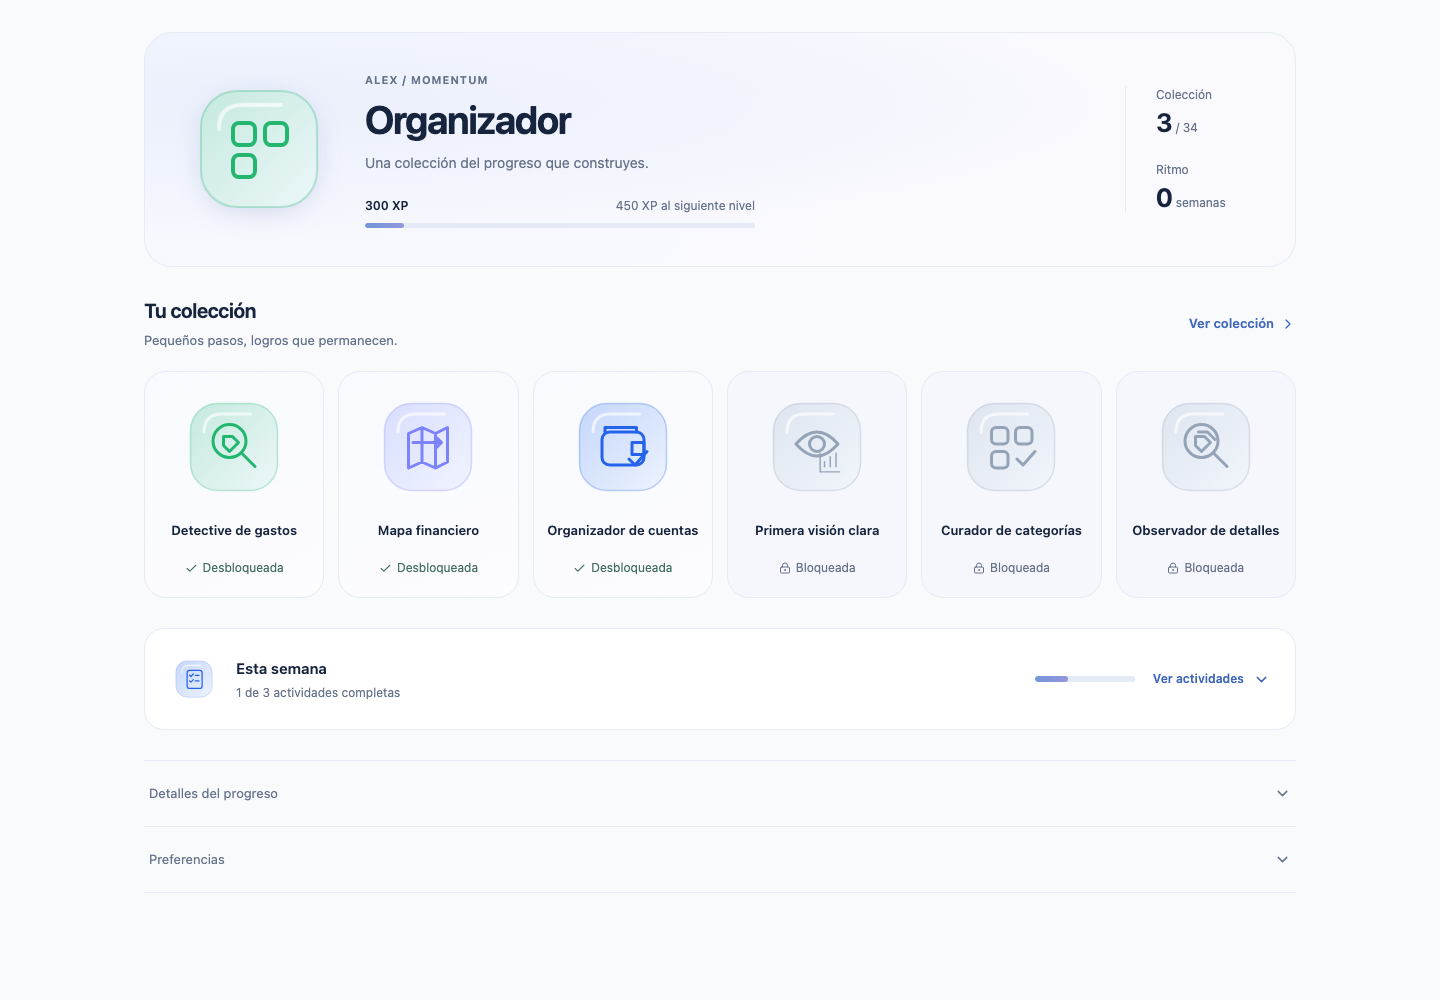 ALEX / MOMENTUM
Organizador
Una colección del progreso que construyes.
300 XP
450 XP al siguiente nivel
Colección
3 / 34
Ritmo
0 semanas
Tu colección
Pequeños pasos, logros que permanecen.
Ver colección
Detective de gastos
Desbloqueada
Mapa financiero
Desbloqueada
Organizador de cuentas
Desbloqueada
Primera visión clara
Bloqueada
Curador de categorías
Bloqueada
Observador de detalles
Bloqueada
Esta semana
1 de 3 actividades completas
Ver actividades
Detalles del progreso
Preferencias